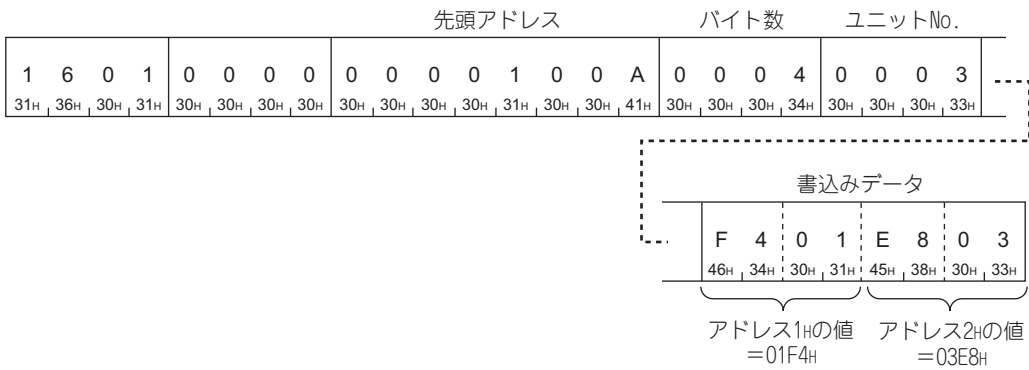 先頭アドレス バイト数 ユニットNo.
1 6 0 1 0 0 0 0 0 0 0 0 1 0 0 A 0 0 0 4 0 0 0 3
31H 36H 30H 31H 30H 30H 30H 30H 30H 30H 30H 30H 31H 30H 30H 41H 30H 30H 30H 34H 30H 30H 30H 33H
書込みデータ
F 4 0 1 E 8 0 3
46H 34H 30H 31H 45H 38H 30H 33H
アドレス1Hの値 アドレス2Hの値
=01F4H =03E8H